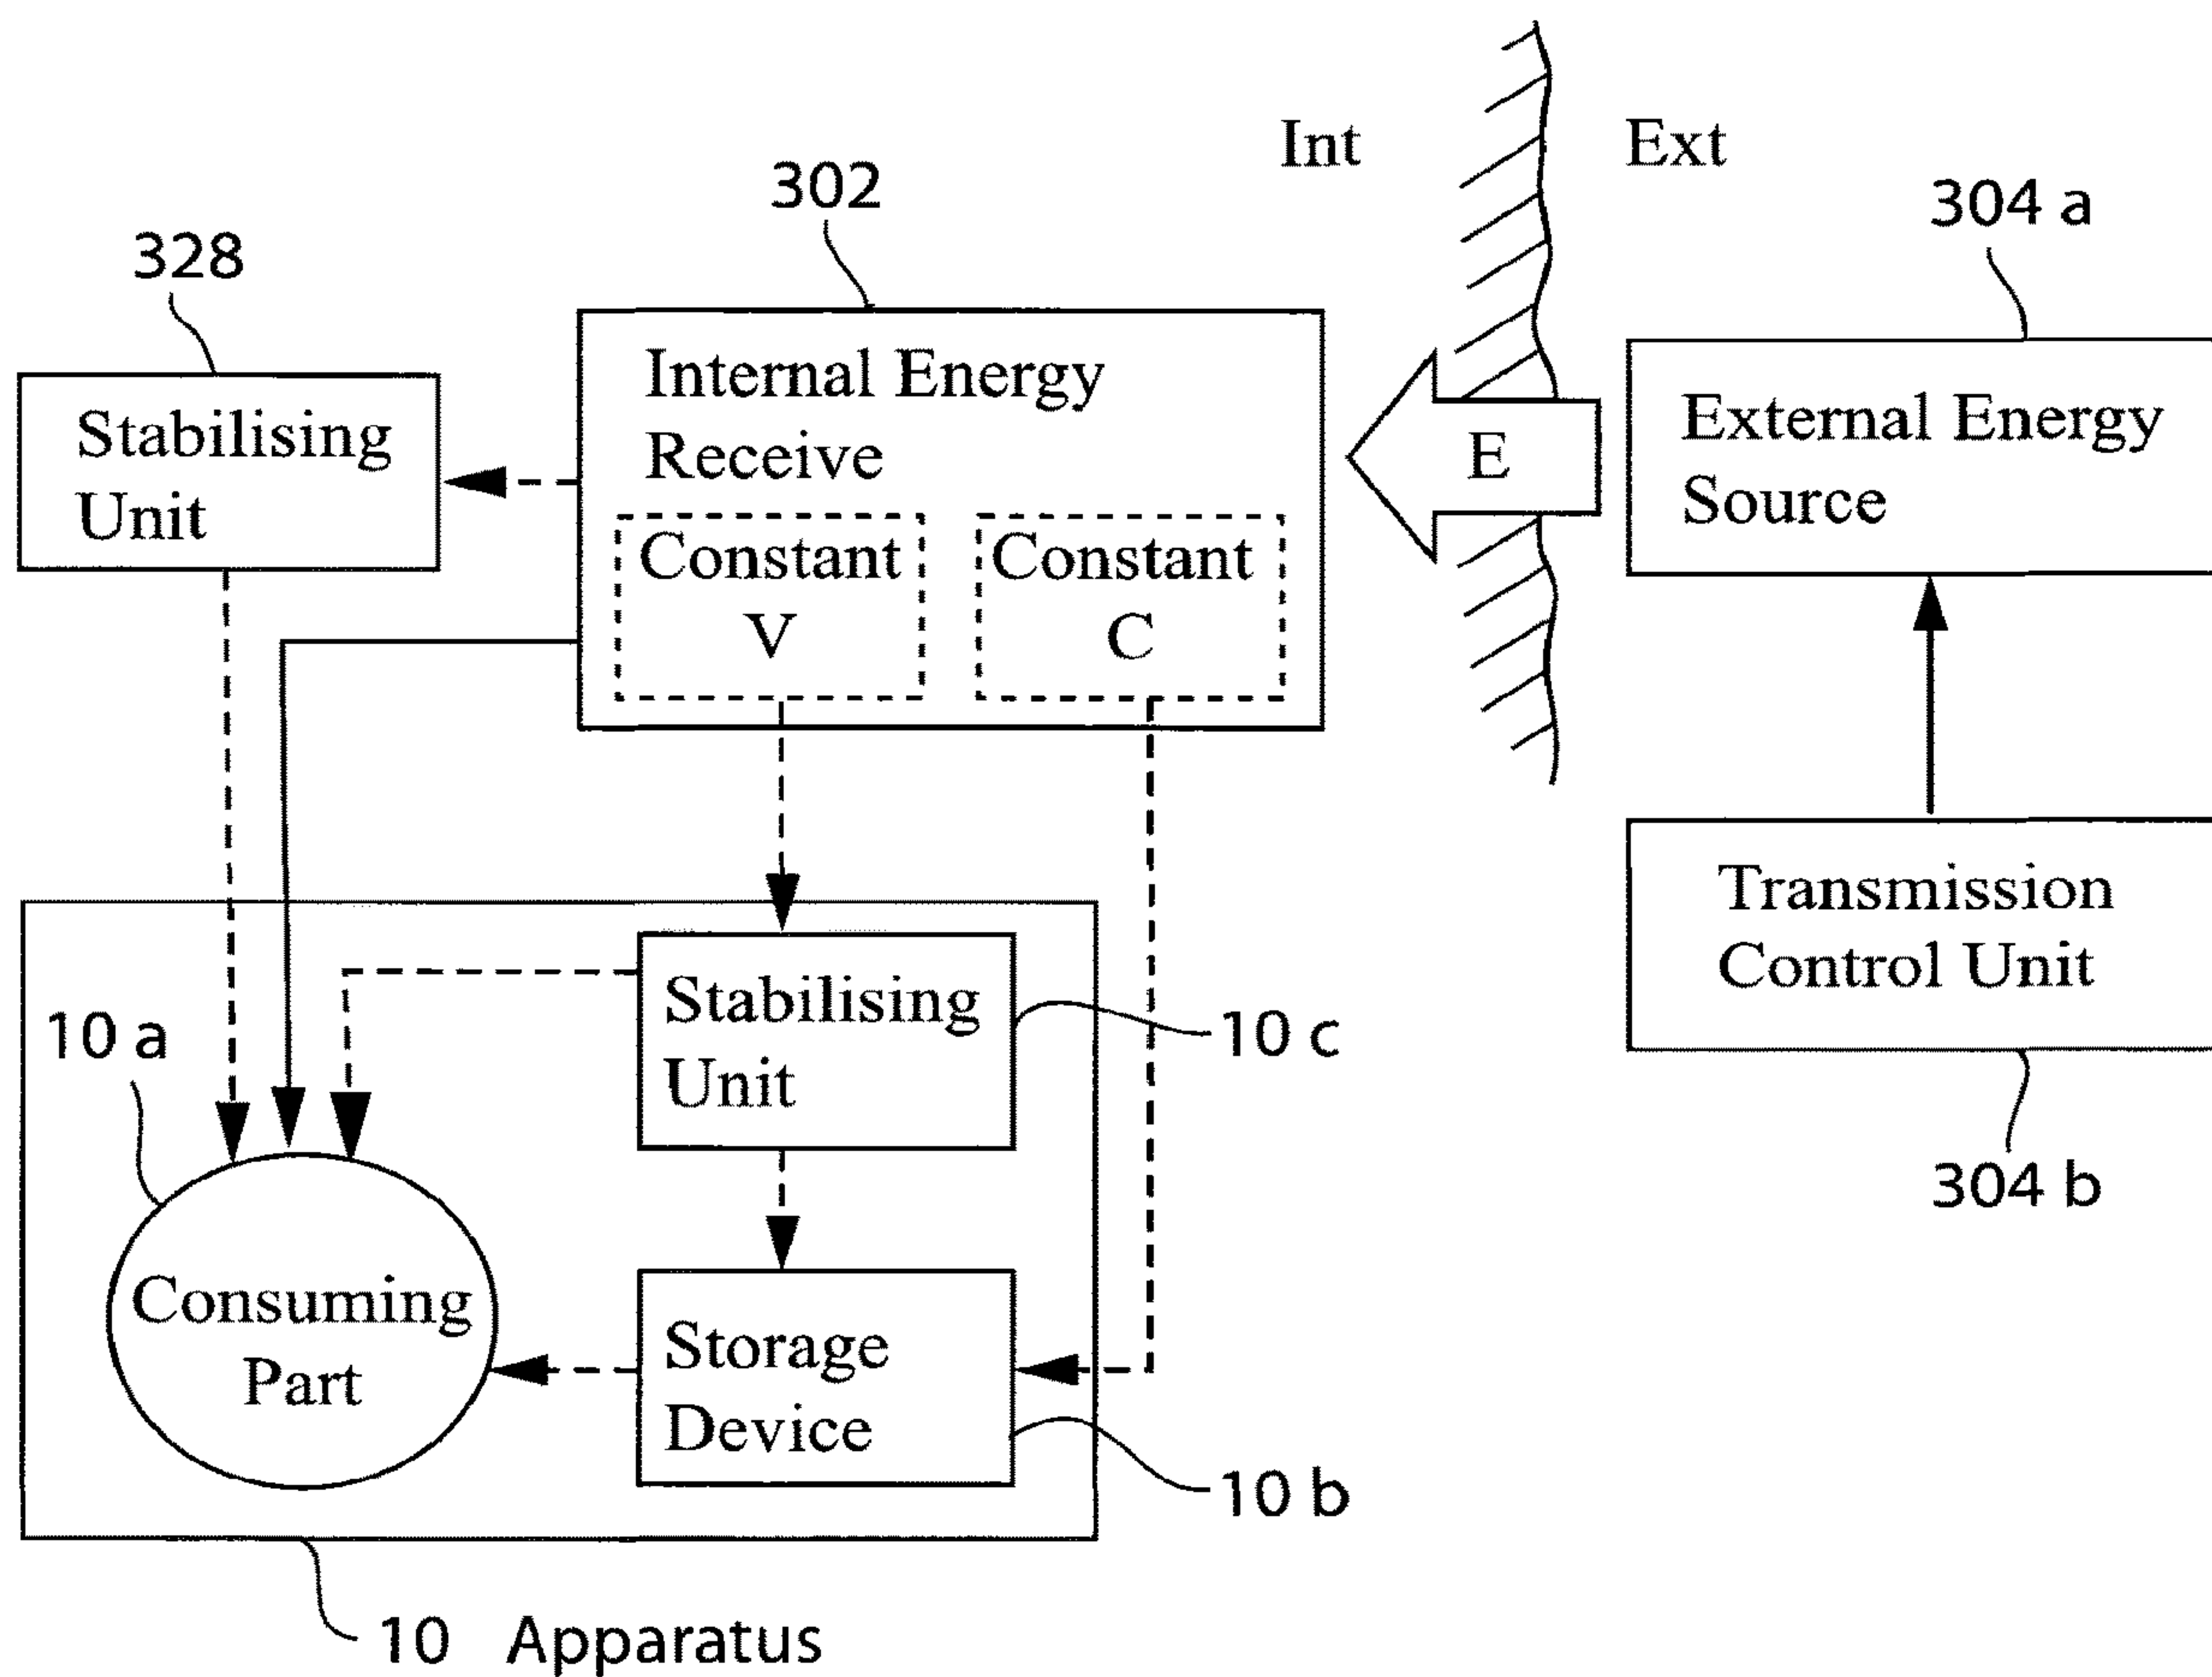 Int
Ext
302
304 a
328
Internal Energy
Receive
Stabilising
Unit
External Energy
Source
E
Constant
V
Constant
C
Transmission
Control Unit
Stabilising
Unit
10 a
10 c
304 b
Consuming
Part
Storage
Device
10 b
10 Apparatus